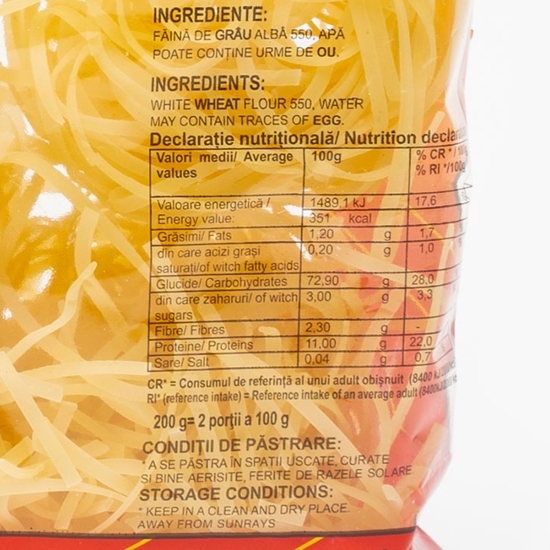 INGREDIENTE:
FĂINĂ DE GRÂU ALBĂ 550, APĂ
POATE CONȚINE URME DE OU.
INGREDIENTS:
WHITE WHEAT FLOUR 550, WATER
MAY CONTAIN TRACES OF EGG.
Declarație nutrițională/ Nutrition
Valori medii/ Average values 100g % CR * / % RI */100g
Valoare energetică / 1489,1 kJ 17,6
Energy value: 351 kcal
Grăsimi/ Fats 1,20 g 1,7
din care acizi grași 0,20 g 1,0
saturați/of witch fatty acids
Glucide/ Carbohydrates 72,90 g 28,0
din care zaharuri/ of witch 3,00 g 3,3
sugars
Fibre/ Fibres 2,30 g -
Proteine/ Proteins 11,00 g 22,0
Sare/ Salt 0,04 g 0,7
CR* = Consumul de referință al unui adult obișnuit (8400 kJ
RI* (reference intake) = Reference intake of an average adult (8400kJ
200 g= 2 porții a 100 g
CONDIȚII DE PĂSTRARE:
* A SE PĂSTRA ÎN SPATII USCATE, CURATE
SI BINE AERISITE, FERITE DE RAZELE SOLARE
STORAGE CONDITIONS:
* KEEP IN A CLEAN AND DRY PLACE.
AWAY FROM SUNRAYS